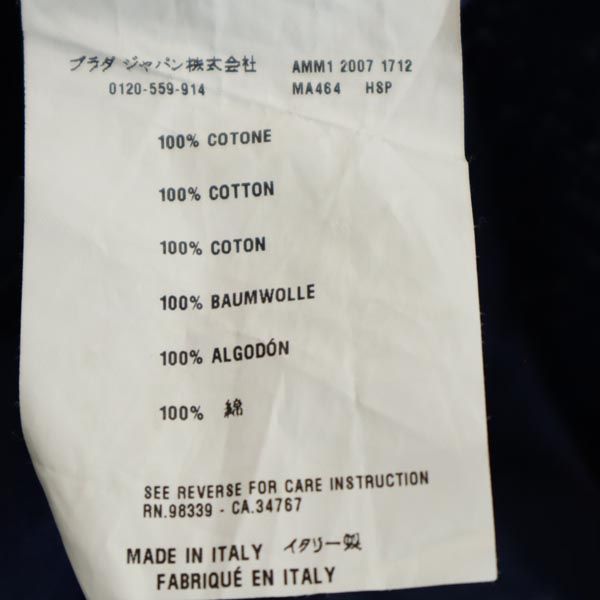 プラダ ジャパン株式会社 AMM1 2007 1712
0120-559-914 MA464 HSP
100% COTONE
100% COTTON
100% COTON
100% BAUMWOLLE
100% ALGODÓN
100% 綿
SEE REVERSE FOR CARE INSTRUCTION
RN.98339 - CA.34767
MADE IN ITALY イタリー製
FABRIQUÉ EN ITALY